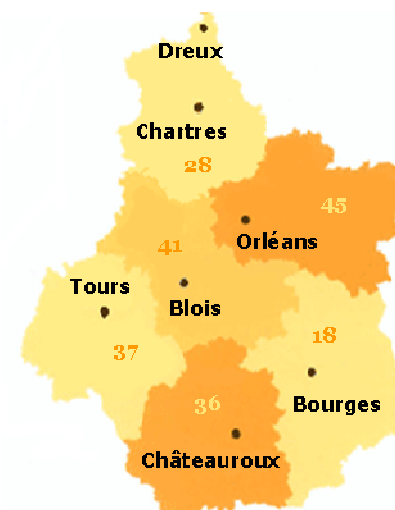 Dreux
Chartres
28
45
Orléans
41
Tours
Blois
18
37
36
Bourges
Châteauroux